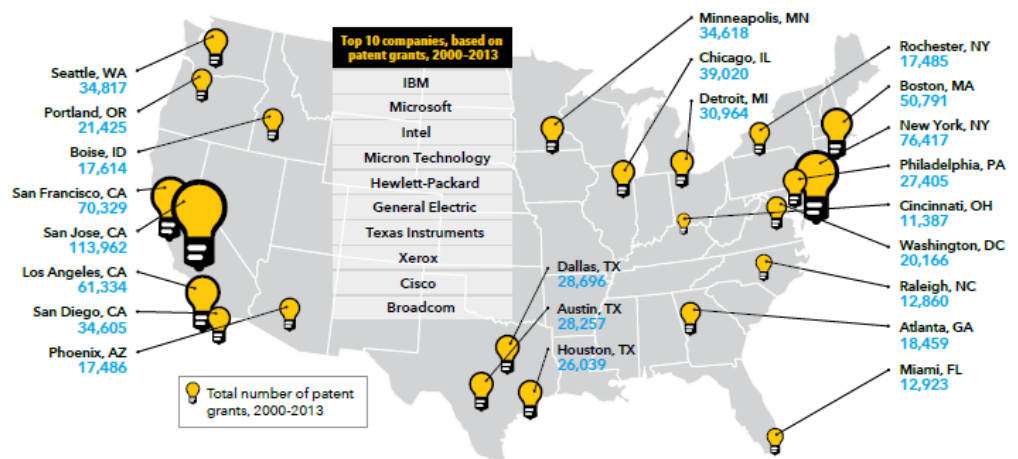 Top 10 companies, based on
patent grants, 2000-2013
IBM
Microsoft
Intel
Micron Technology
Hewlett-Packard
General Electric
Texas Instruments
Xerox
Cisco
Broadcom
Seattle, WA
34,817
Portland, OR
21,425
Boise, ID
17,614
San Francisco, CA
70,329
San Jose, CA
113,962
Los Angeles, CA
61,334
San Diego, CA
34,605
Phoenix, AZ
17,486
Total number of patent
grants, 2000-2013
Dallas, TX
28,696
Austin, TX
28,257
Houston, TX
26,039
Minneapolis, MN
34,618
Chicago, IL
39,020
Detroit, MI
30,964
Rochester, NY
17,485
Boston, MA
50,791
New York, NY
76,417
Philadelphia, PA
27,405
Cincinnati, OH
11,387
Washington, DC
20,166
Raleigh, NC
12,860
Atlanta, GA
18,459
Miami, FL
12,923